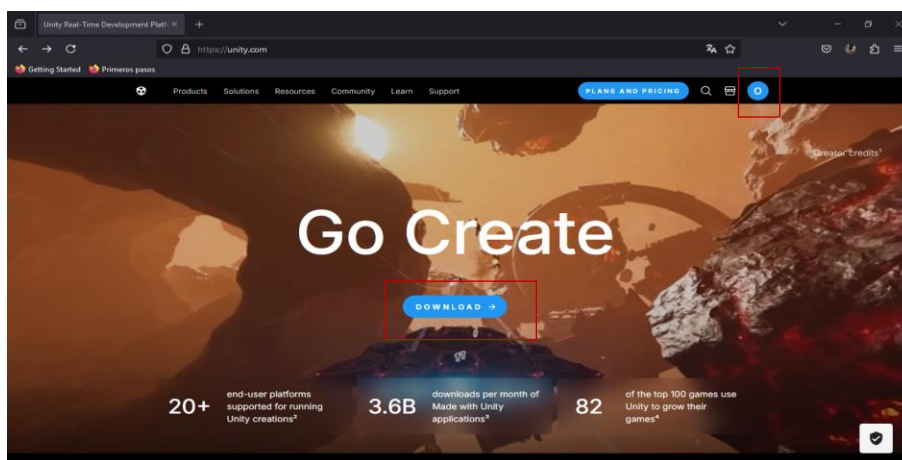 Unity Real-Time Development Platf
https://unity.com
Getting Started Primeros pasos
Products Solutions Resources Community Learn Support PLANS AND PRICING O
Creator credits¹
Go Create
DOWNLOAD →
20+
end-user platforms
supported for running
Unity creations²
3.6B
downloads per month of
Made with Unity
applications³
82
of the top 100 games use
Unity to grow their
games⁴